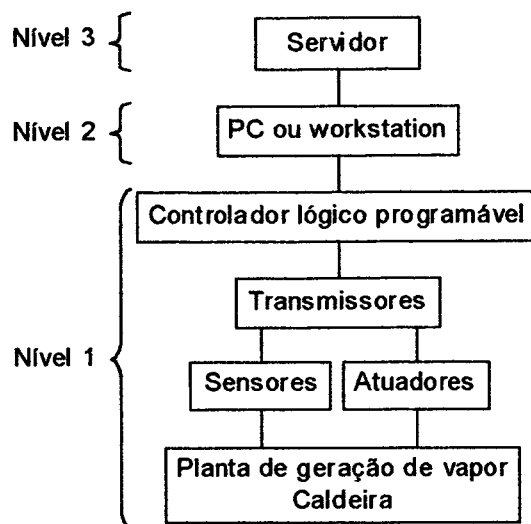 Nível 3
Servidor
Nível 2
PC ou workstation
Nível 1
Controlador lógico programável
Transmissores
Sensores
Atuadores
Planta de geração de vapor
Caldeira